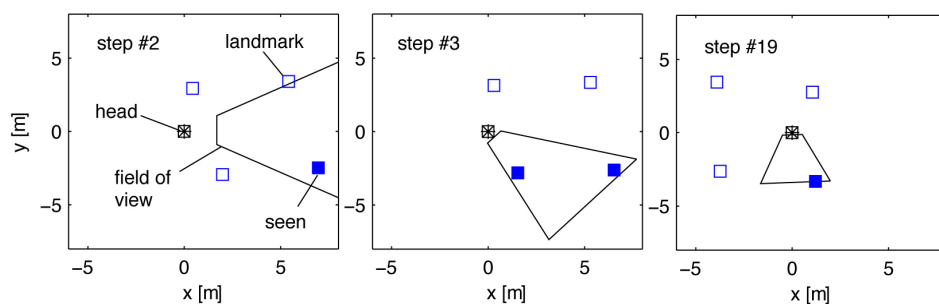 step #2
landmark
head
field of
view
seen
5
0
−5
y [m]
−5 0 5
x [m]
step #3
5
0
−5
−5 0 5
x [m]
step #19
5
0
−5
−5 0 5
x [m]